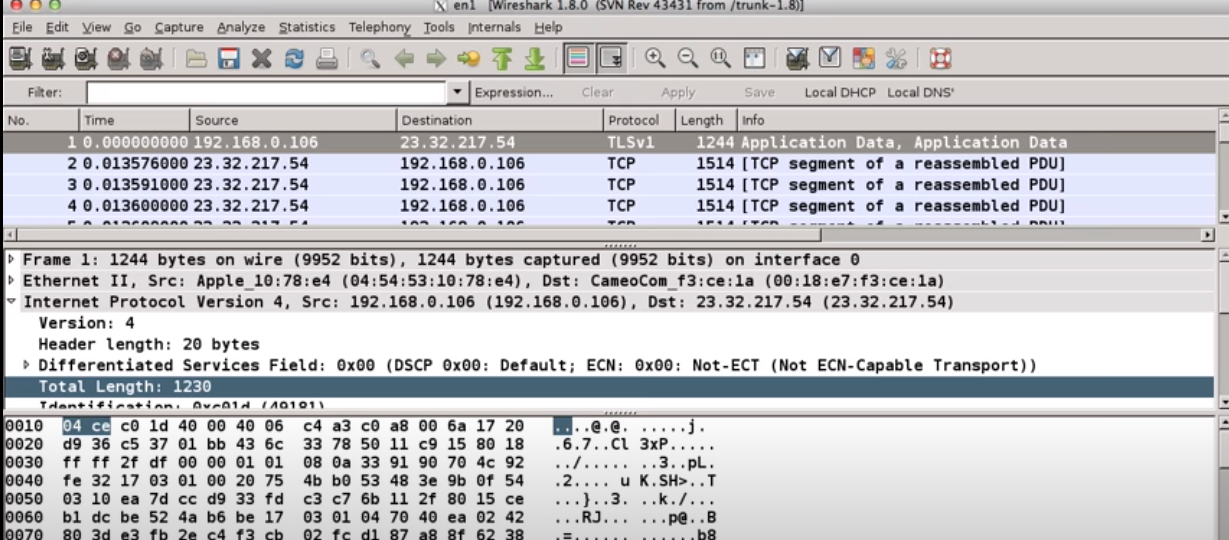 en1 [Wireshark 1.8.0 (SVN Rev 43431 from /trunk-1.8)]
File Edit View Go Capture Analyze Statistics Telephony Tools Internals Help
Filter: Expression... Clear Apply Save Local DHCP Local DNS'
No. Time Source Destination Protocol Length Info
1 0.000000000 192.168.0.106 23.32.217.54 TLSv1 1244 Application Data, Application Data
2 0.013576000 23.32.217.54 192.168.0.106 TCP 1514 [TCP segment of a reassembled PDU]
3 0.013591000 23.32.217.54 192.168.0.106 TCP 1514 [TCP segment of a reassembled PDU]
4 0.013600000 23.32.217.54 192.168.0.106 TCP 1514 [TCP segment of a reassembled PDU]
Frame 1: 1244 bytes on wire (9952 bits), 1244 bytes captured (9952 bits) on interface 0
Ethernet II, Src: Apple_10:78:e4 (04:54:53:10:78:e4), Dst: CameoCom_f3:ce:1a (00:18:e7:f3:ce:1a)
Internet Protocol Version 4, Src: 192.168.0.106 (192.168.0.106), Dst: 23.32.217.54 (23.32.217.54)
Version: 4
Header length: 20 bytes
Differentiated Services Field: 0x00 (DSCP 0x00: Default; ECN: 0x00: Not-ECT (Not ECN-Capable Transport))
Total Length: 1230
Identification: 0xc01d (49181)
0010 04 ce c0 1d 40 00 40 06 c4 a3 c0 a8 00 6a 17 20 ....@.@. .....j.
0020 d9 36 c5 37 01 bb 43 6c 33 78 50 11 c9 15 80 18 .6.7..Cl 3xP.....
0030 ff ff 2f df 00 00 01 01 08 0a 33 91 90 70 4c 92 ../..... ..3..pL.
0040 fe 32 17 03 01 00 20 75 4b b0 53 48 3e 9b 0f 54 .2.... u K.SH>..T
0050 03 10 ea 7d cc d9 33 fd c3 c7 6b 11 2f 80 15 ce ...}..3. ..k./...
0060 b1 dc be 52 4a b6 be 17 03 01 04 70 40 ea 02 42 ...RJ... ...p@..B
0070 80 3d e3 fb 2e c4 f3 cb 02 fc d1 87 a8 8f 62 38 .=...... ......b8